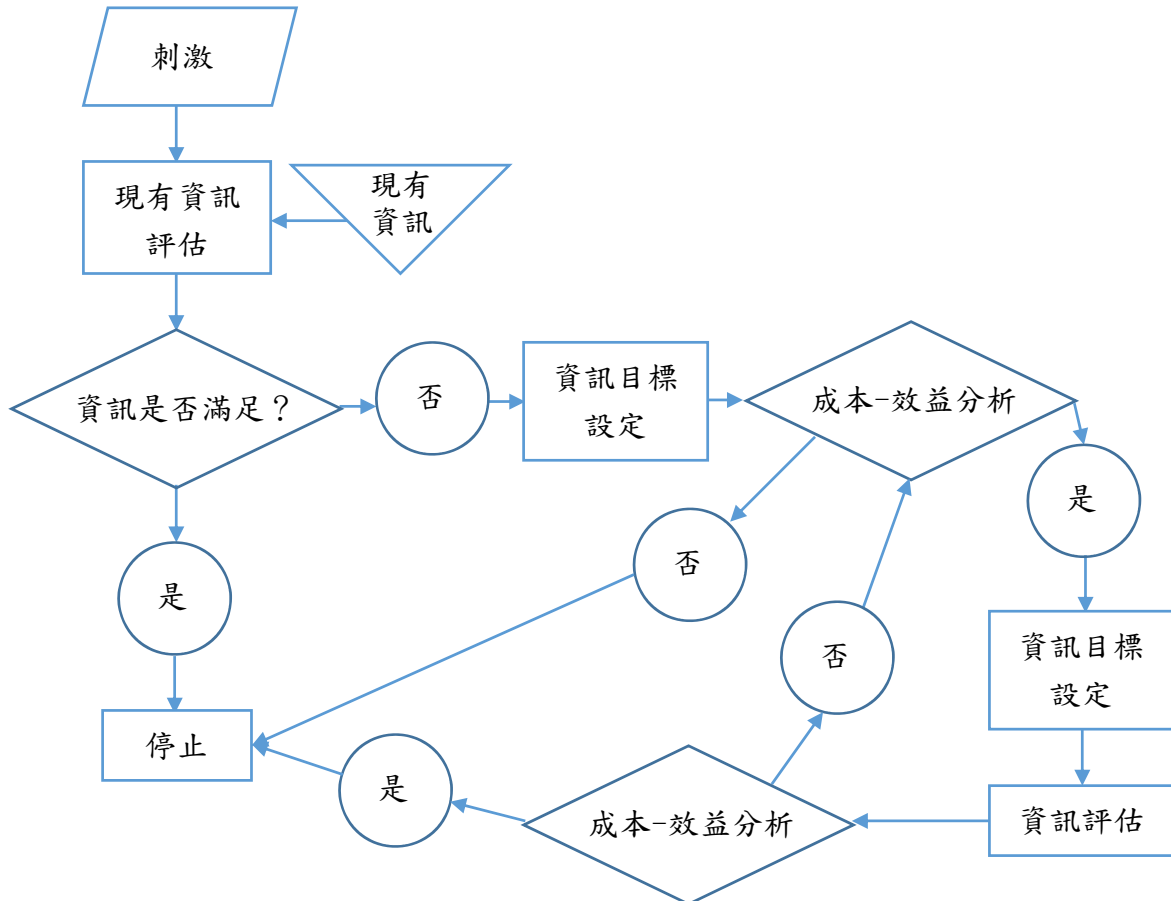 刺激
現有資訊
評估
現有
資訊
資訊是否滿足？
否
資訊目標
設定
成本-效益分析
是
否
是
資訊目標
設定
否
停止
是
成本-效益分析
資訊評估